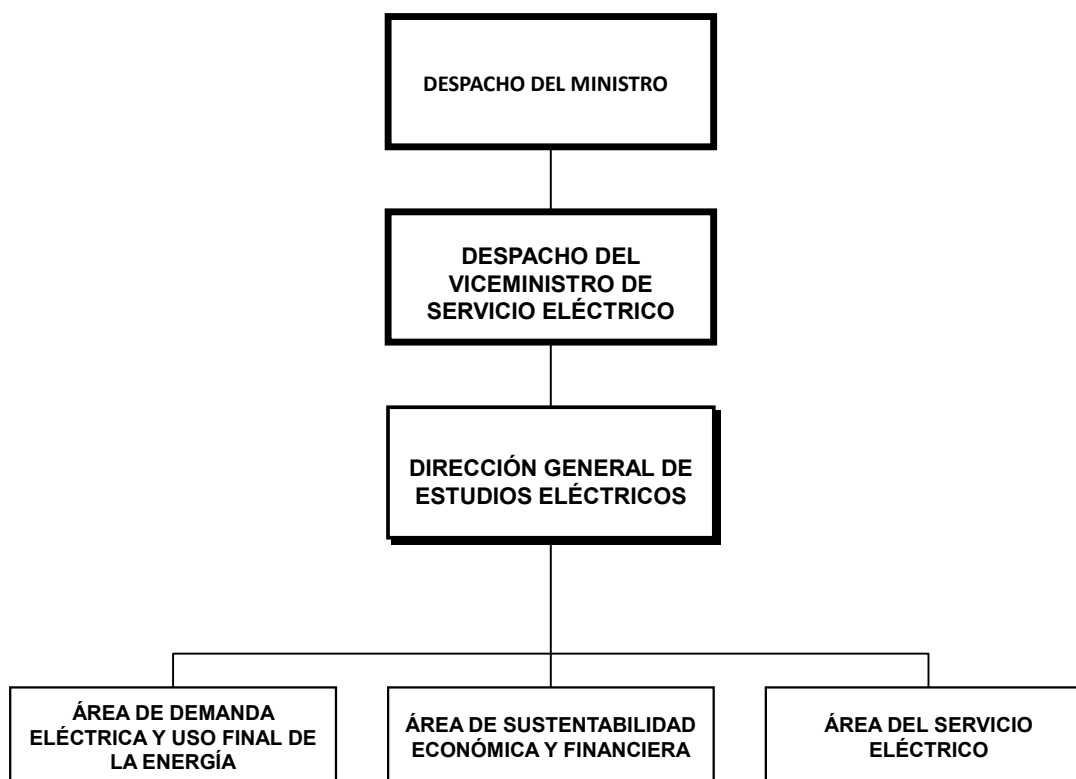 DESPACHO DEL MINISTRO
DESPACHO DEL
VICEMINISTRO DE
SERVICIO ELÉCTRICO
DIRECCIÓN GENERAL DE
ESTUDIOS ELÉCTRICOS
ÁREA DE DEMANDA
ELÉCTRICA Y USO FINAL DE
LA ENERGÍA
ÁREA DE SUSTENTABILIDAD
ECONÓMICA Y FINANCIERA
ÁREA DEL SERVICIO
ELÉCTRICO